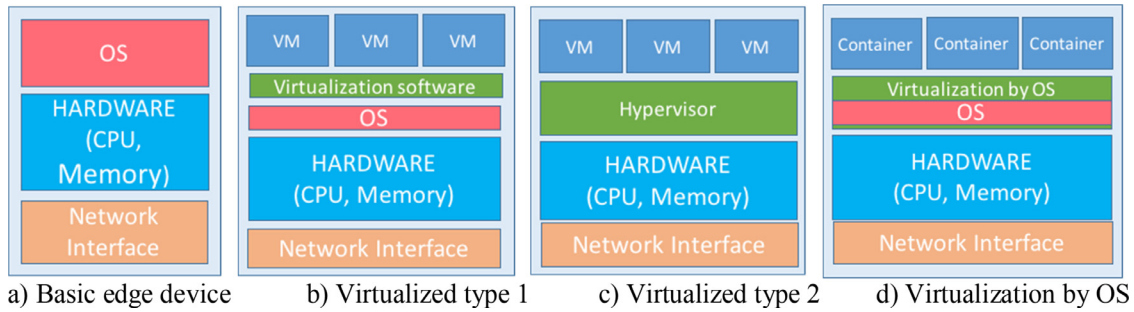 OS
HARDWARE
(CPU,
Memory)
Network
Interface
VM VM VM
Virtualization software
OS
HARDWARE
(CPU, Memory)
Network Interface
VM VM VM
Hypervisor
HARDWARE
(CPU, Memory)
Network Interface
Container Container Container
Virtualization by OS
OS
HARDWARE
(CPU, Memory)
Network Interface
a) Basic edge device b) Virtualized type 1 c) Virtualized type 2 d) Virtualization by OS